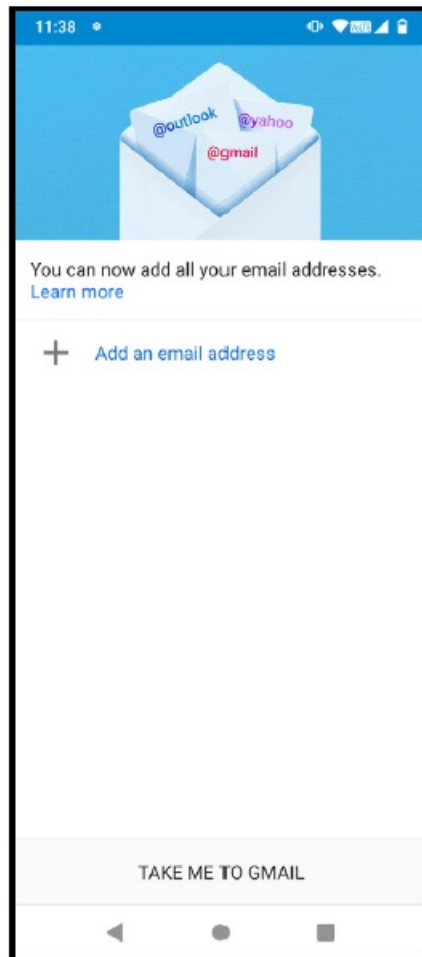 11:38
VoLTE
@outlook
@yahoo
@gmail
You can now add all your email addresses.
Learn more
Add an email address
TAKE ME TO GMAIL